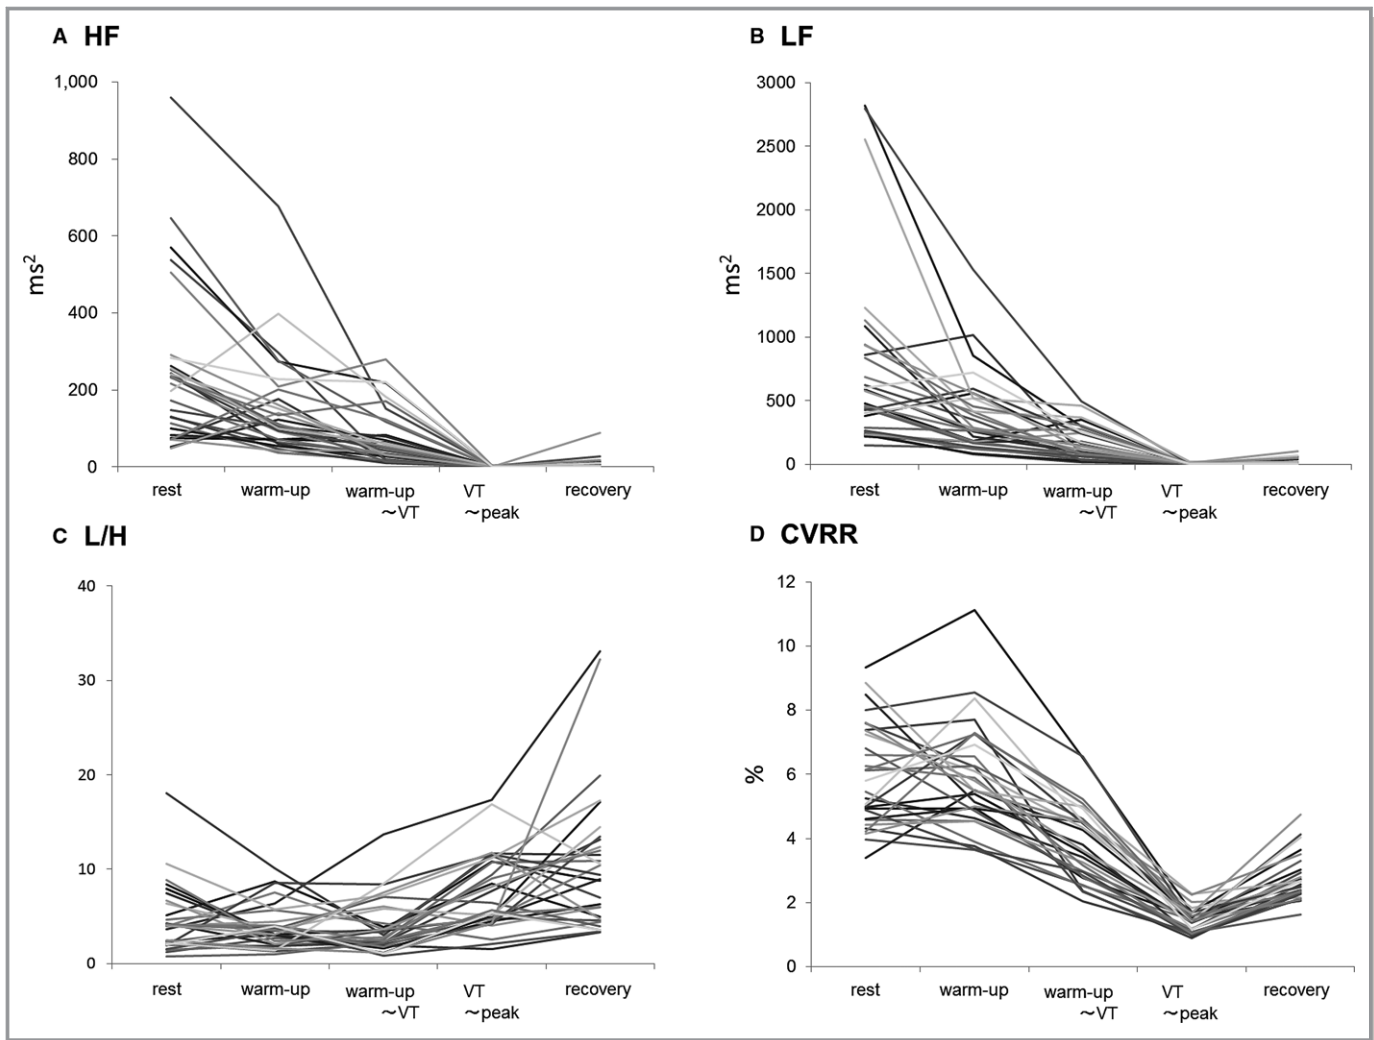 A HF
1,000
800
600
400
200
0
ms²
rest warm-up warm-up VT recovery
～VT ～peak
B LF
3000
2500
2000
1500
1000
500
0
ms²
rest warm-up warm-up VT recovery
～VT ～peak
C L/H
40
30
20
10
0
rest warm-up warm-up VT recovery
～VT ～peak
D CVRR
12
10
8
6
4
2
0
%
rest warm-up warm-up VT recovery
～VT ～peak